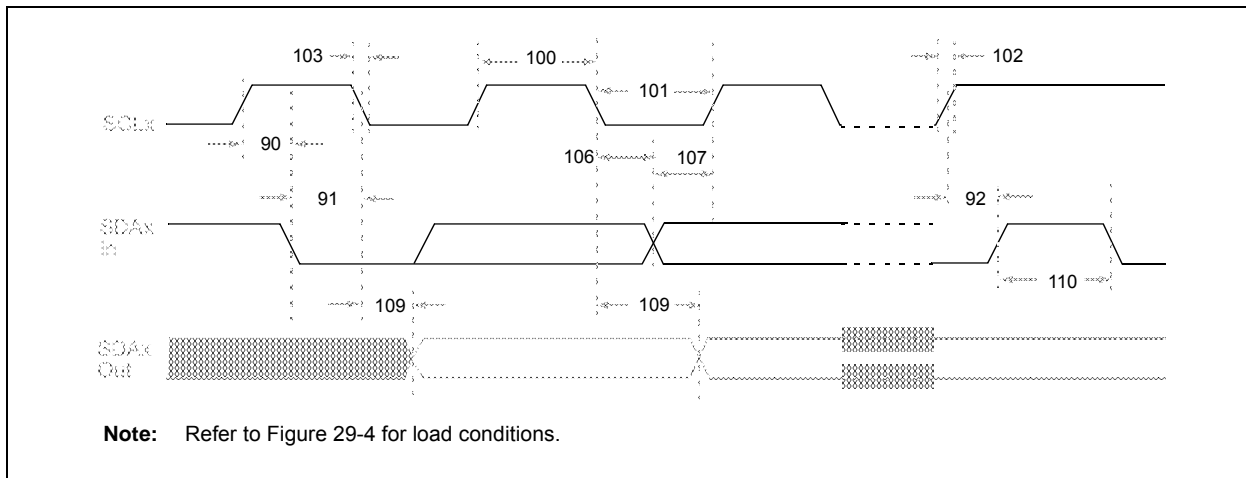 103
100
102
101
SCLx
90
106
107
91
92
SDAx
In
110
109
109
SDAx
Out
Note: Refer to Figure 29-4 for load conditions.